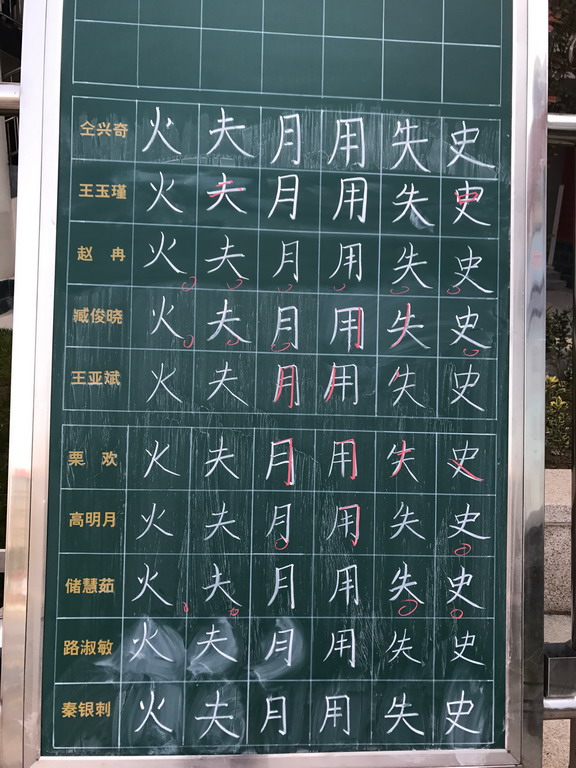 仝兴奇 火 夫 月 用 失 史
王玉瑾 火 夫 月 用 失 史
赵冉 火 夫 月 用 失 史
臧俊晓 火 夫 月 用 失 史
王亚斌 火 夫 月 用 失 史
栗欢 火 夫 月 用 失 史
高明月 火 夫 月 用 失 史
储慧茹 火 夫 月 用 失 史
路淑敏 火 夫 月 用 失 史
秦银刺 火 夫 月 用 失 史